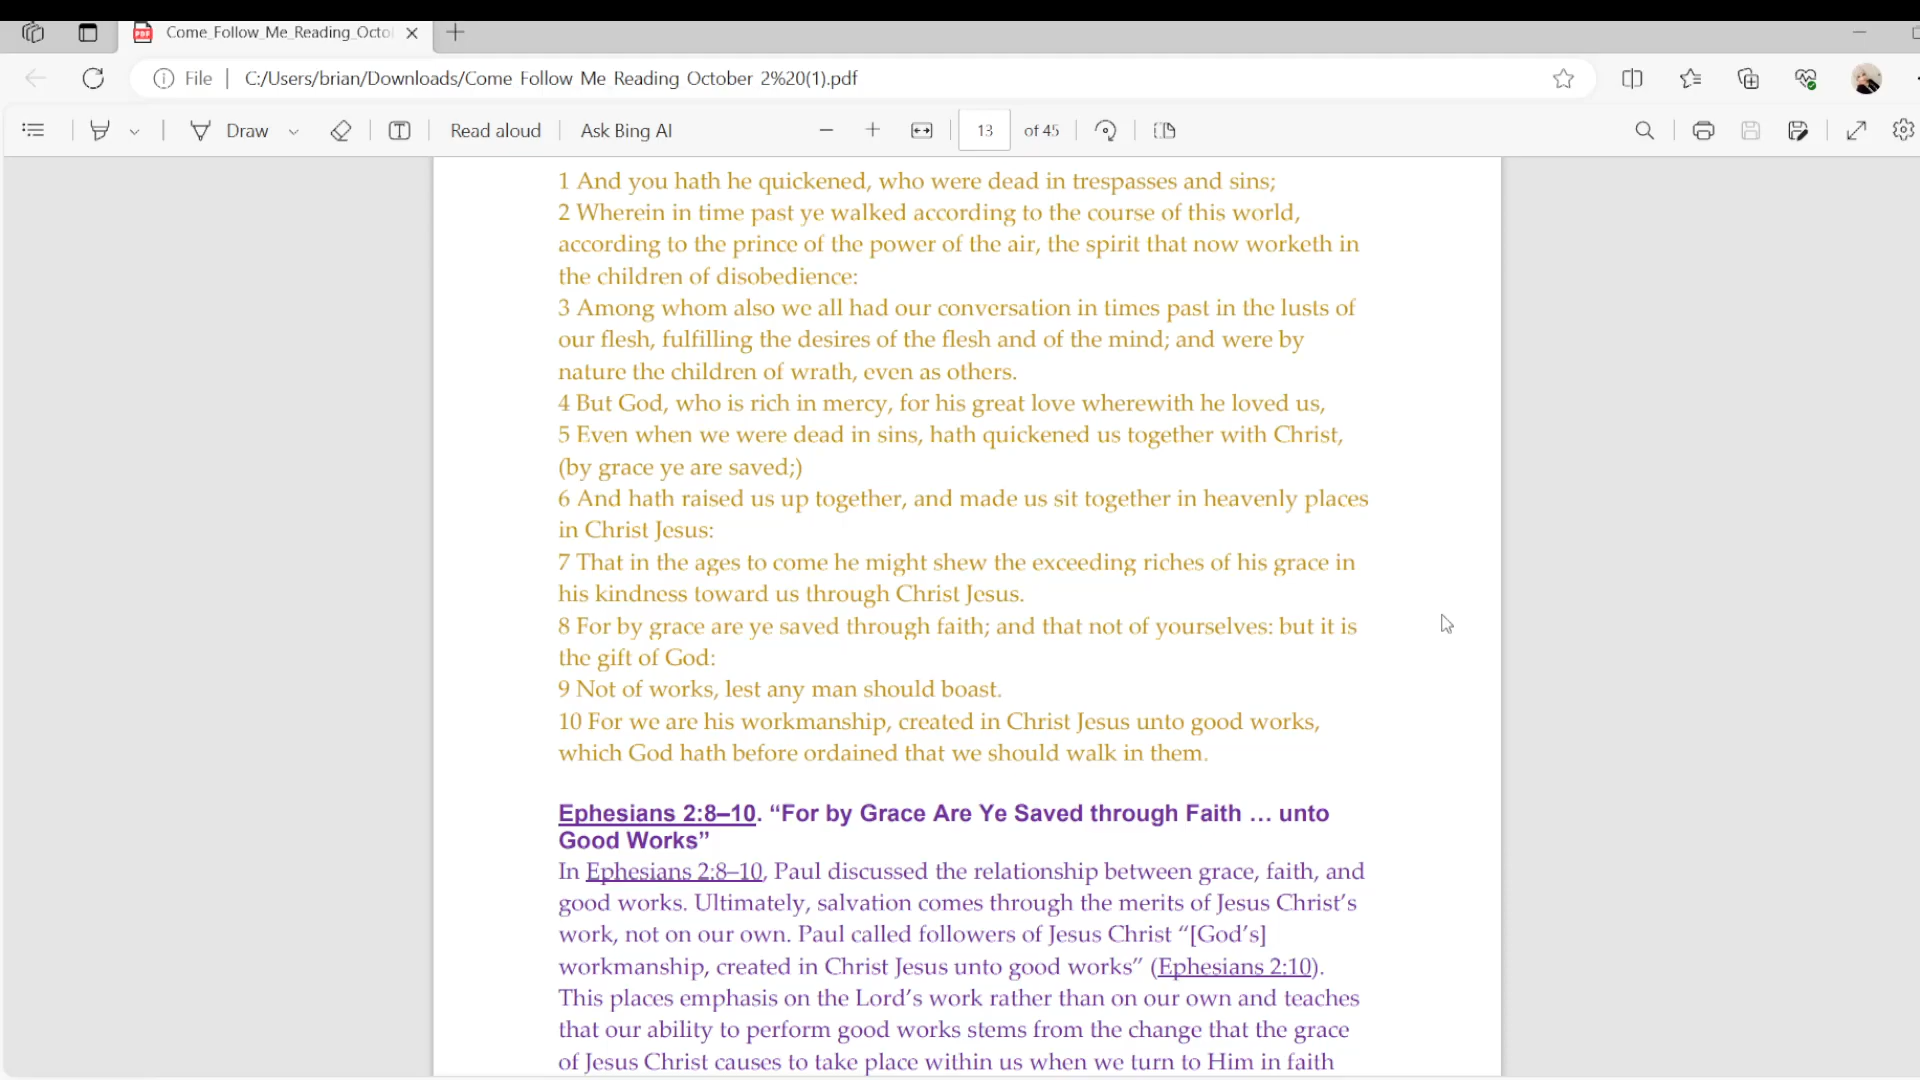 Come_Follow_Me_Reading_Octo
File | C:/Users/brian/Downloads/Come Follow Me Reading October 2%20(1).pdf
Draw Read aloud Ask Bing AI 13 of 45
1 And you hath he quickened, who were dead in trespasses and sins;
2 Wherein in time past ye walked according to the course of this world,
according to the prince of the power of the air, the spirit that now worketh in
the children of disobedience:
3 Among whom also we all had our conversation in times past in the lusts of
our flesh, fulfilling the desires of the flesh and of the mind; and were by
nature the children of wrath, even as others.
4 But God, who is rich in mercy, for his great love wherewith he loved us,
5 Even when we were dead in sins, hath quickened us together with Christ,
(by grace ye are saved;)
6 And hath raised us up together, and made us sit together in heavenly places
in Christ Jesus:
7 That in the ages to come he might shew the exceeding riches of his grace in
his kindness toward us through Christ Jesus.
8 For by grace are ye saved through faith; and that not of yourselves: but it is
the gift of God:
9 Not of works, lest any man should boast.
10 For we are his workmanship, created in Christ Jesus unto good works,
which God hath before ordained that we should walk in them.
Ephesians 2:8–10. “For by Grace Are Ye Saved through Faith … unto
Good Works”
In Ephesians 2:8–10, Paul discussed the relationship between grace, faith, and
good works. Ultimately, salvation comes through the merits of Jesus Christ’s
work, not on our own. Paul called followers of Jesus Christ “[God’s]
workmanship, created in Christ Jesus unto good works” (Ephesians 2:10).
This places emphasis on the Lord’s work rather than on our own and teaches
that our ability to perform good works stems from the change that the grace
of Jesus Christ causes to take place within us when we turn to Him in faith